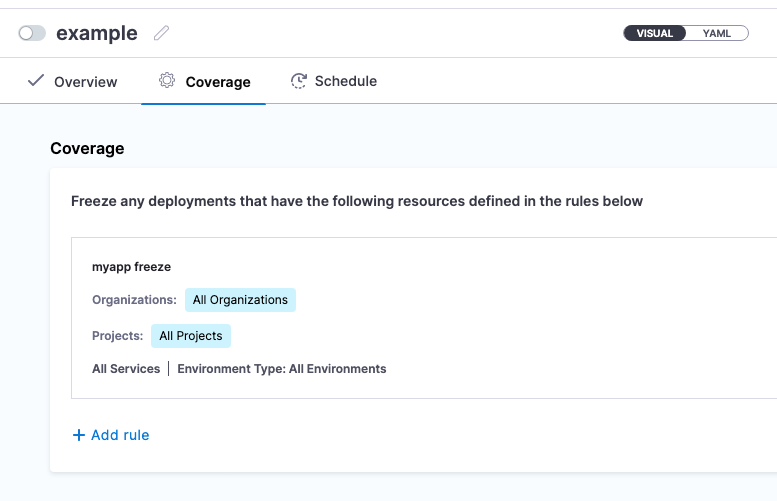 example
VISUAL YAML
Overview Coverage Schedule
Coverage
Freeze any deployments that have the following resources defined in the rules below
myapp freeze
Organizations: All Organizations
Projects: All Projects
All Services | Environment Type: All Environments
+ Add rule